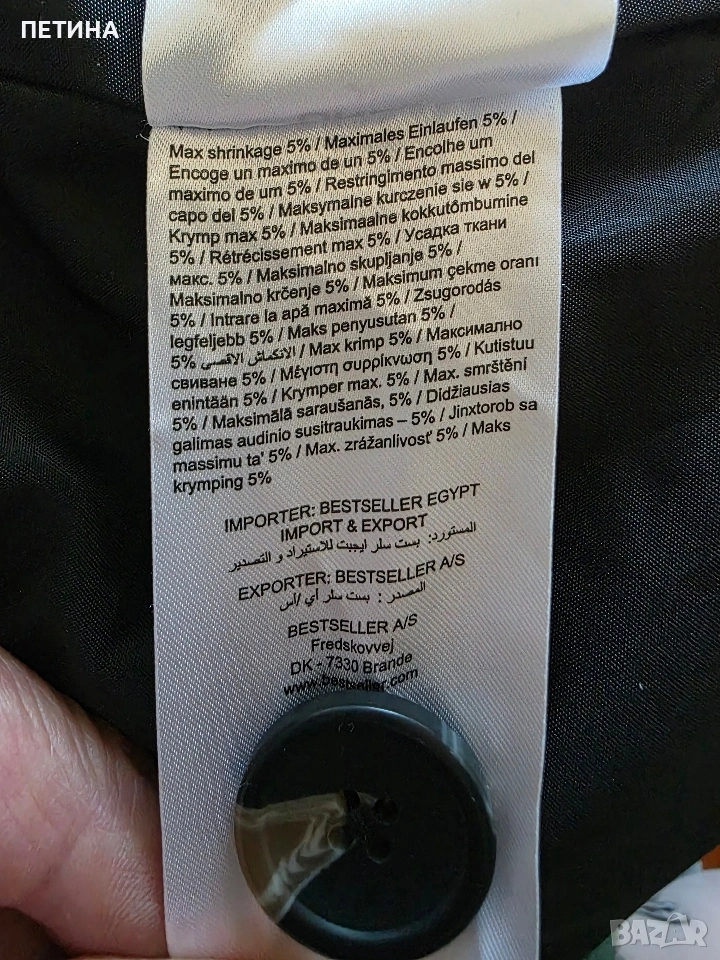 ПЕТИНА
Max shrinkage 5% / Maximales Einlaufen 5% /
Encoge un maximo de un 5% / Encolhe um
maximo de um 5% / Restringimento massimo del
capo del 5% / Maksymalne kurczenie sie w 5% /
Krymp max 5% / Maksimaalne kokkutõmbumine
5% / Rétrécissement max 5% / Усадка ткани
макс. 5% / Maksimalno skupljanje 5% /
Maksimalno krčenje 5% / Maksimum çekme oranı
5% / Intrare la apă maximă 5% / Zsugorodás
legfeljebb 5% / Maks penyusutan 5% /
5% الانكماش الاقصى / Max krimp 5% / Максимално
свиване 5% / Μέγιστη συρρίκνωση 5% / Kutistuu
enintään 5% / Krymper max. 5% / Max. smrštění
5% / Maksimālā saraušanās, 5% / Didžiausias
galimas audinio susitraukimas – 5% / Jinxtorob sa
massimu ta' 5% / Max. zrážanlivosť 5% / Maks
krymping 5%
IMPORTER: BESTSELLER EGYPT
IMPORT & EXPORT
المستورد: بست سلر ايجيبت للاستيراد و التصدير
EXPORTER: BESTSELLER A/S
المصدر : بست سلر أي /أس
BESTSELLER A/S
Fredskovvej
DK - 7330 Brande
www.bestseller.com
BAZAR